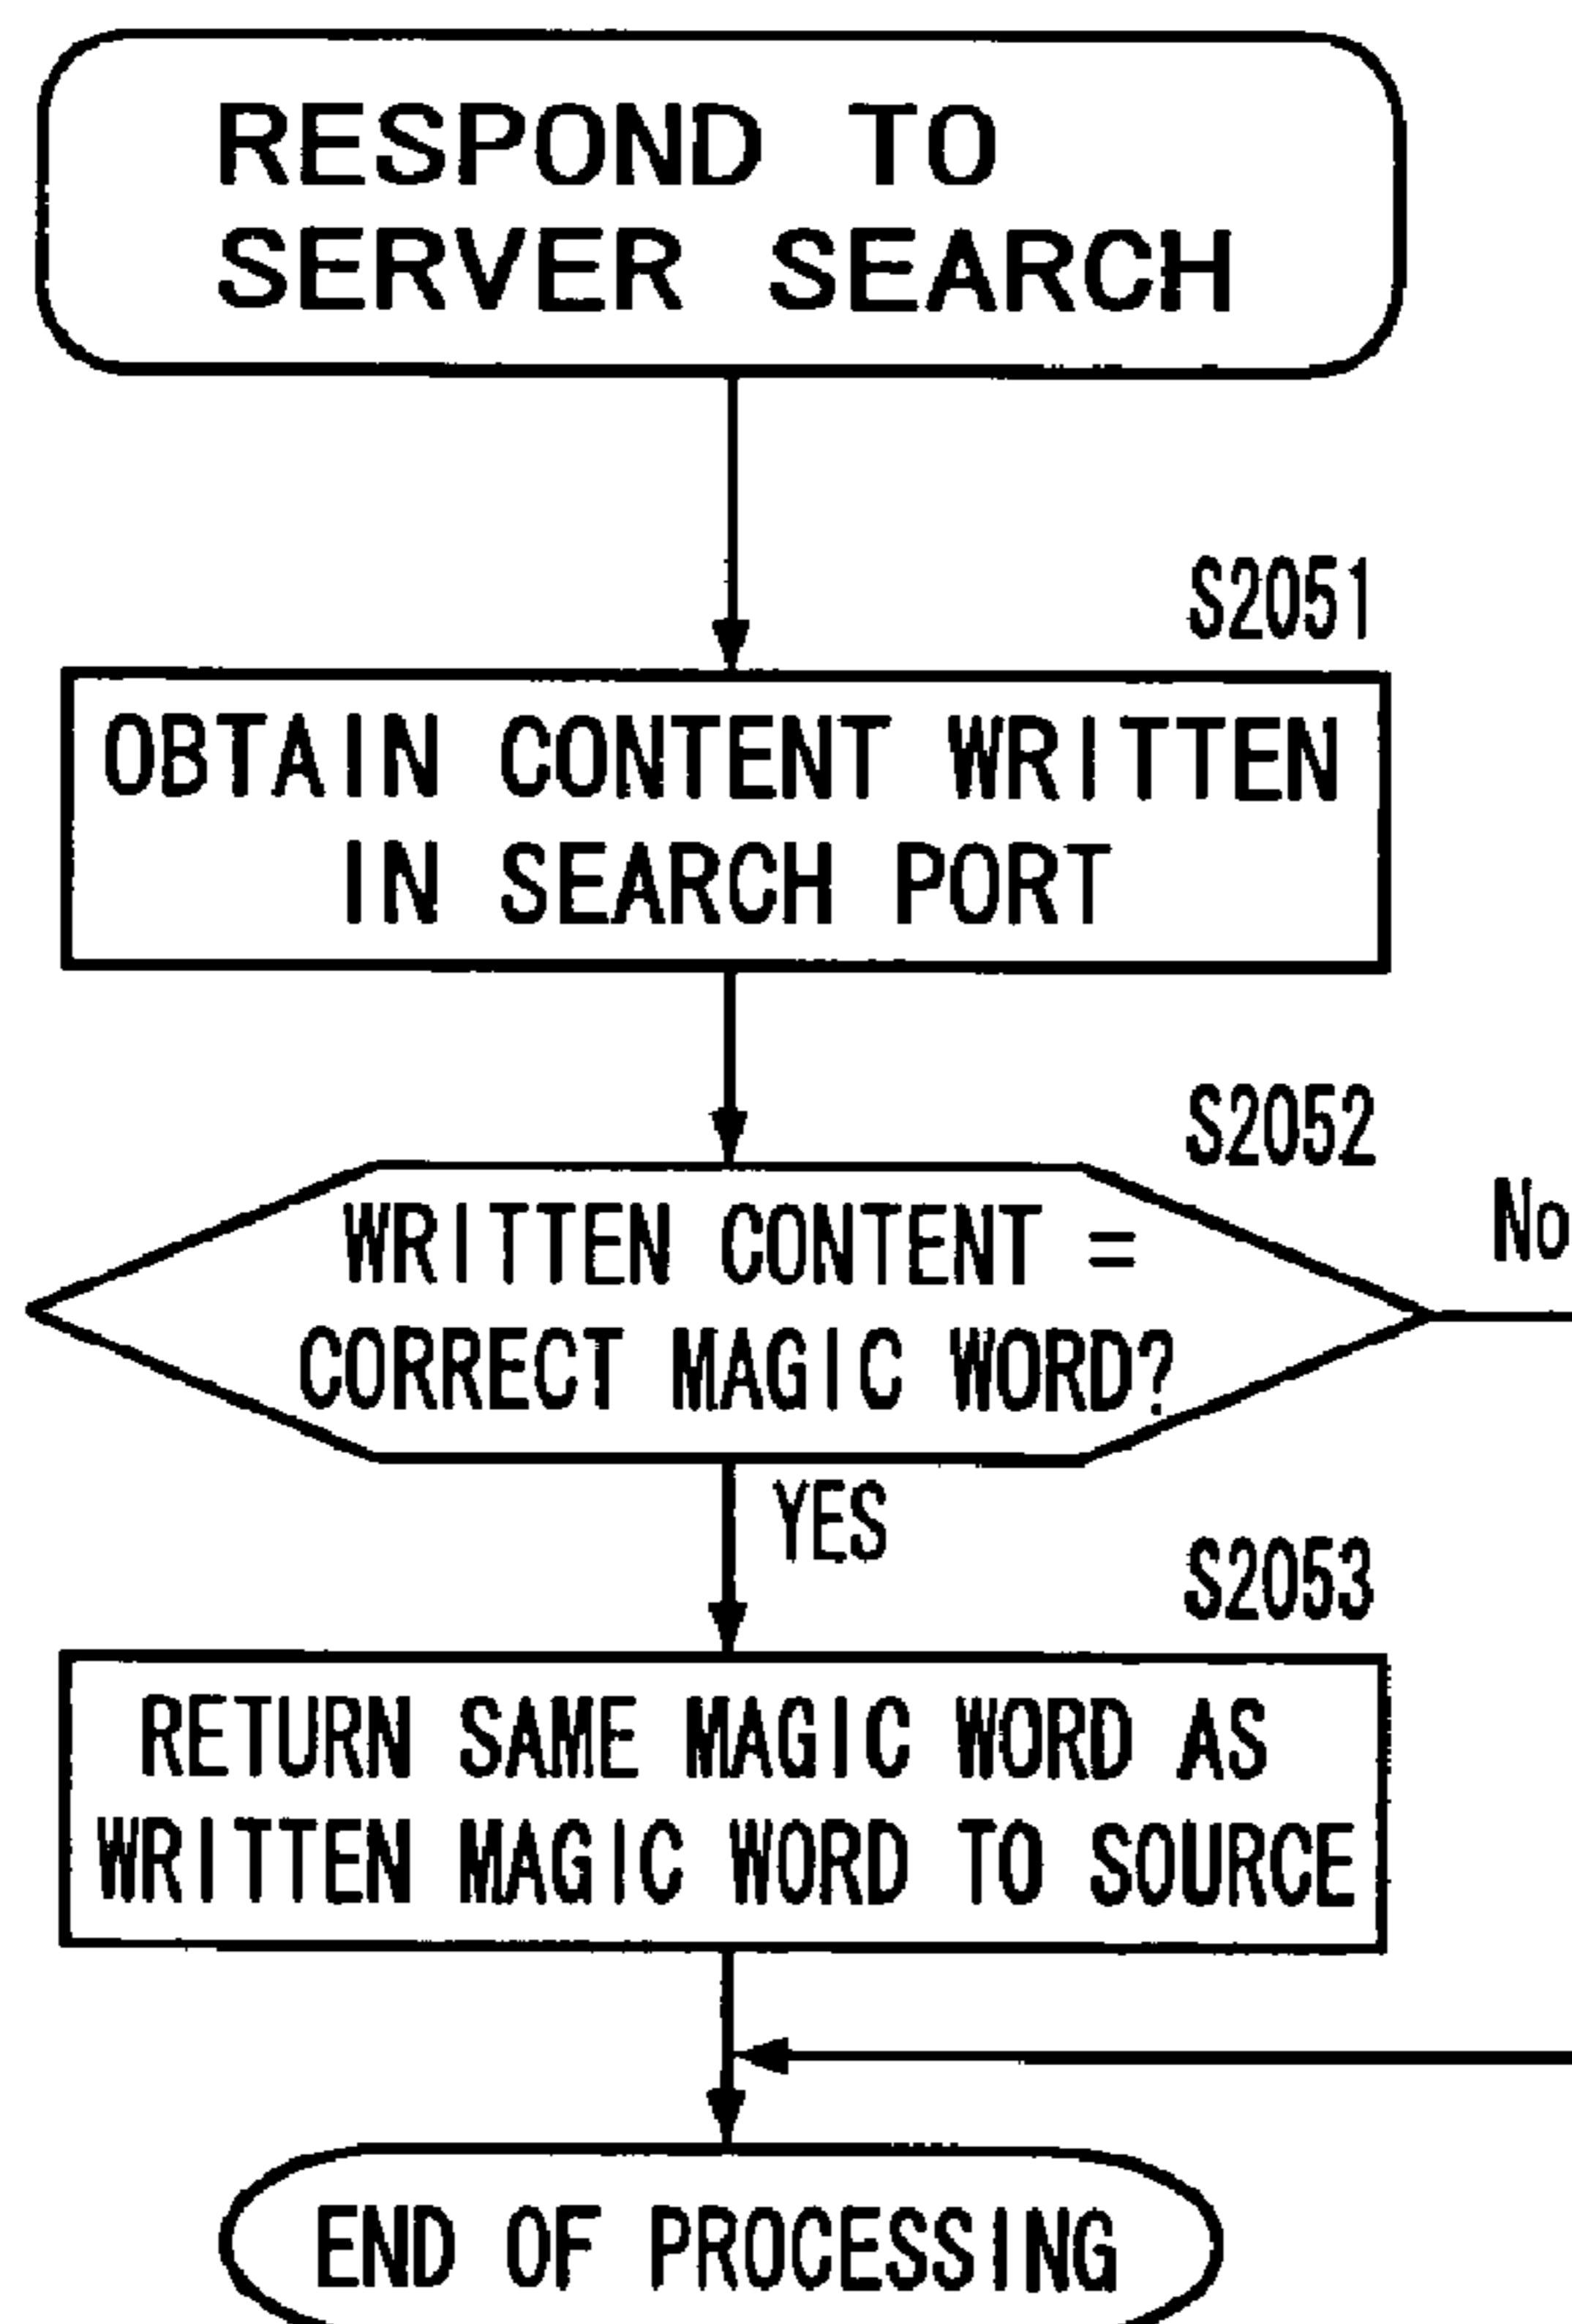 RESPOND TO
SERVER SEARCH
S2051
OBTAIN CONTENT WRITTEN
IN SEARCH PORT
S2052
WRITTEN CONTENT =
CORRECT MAGIC WORD?
No
YES
S2053
RETURN SAME MAGIC WORD AS
WRITTEN MAGIC WORD TO SOURCE
END OF PROCESSING